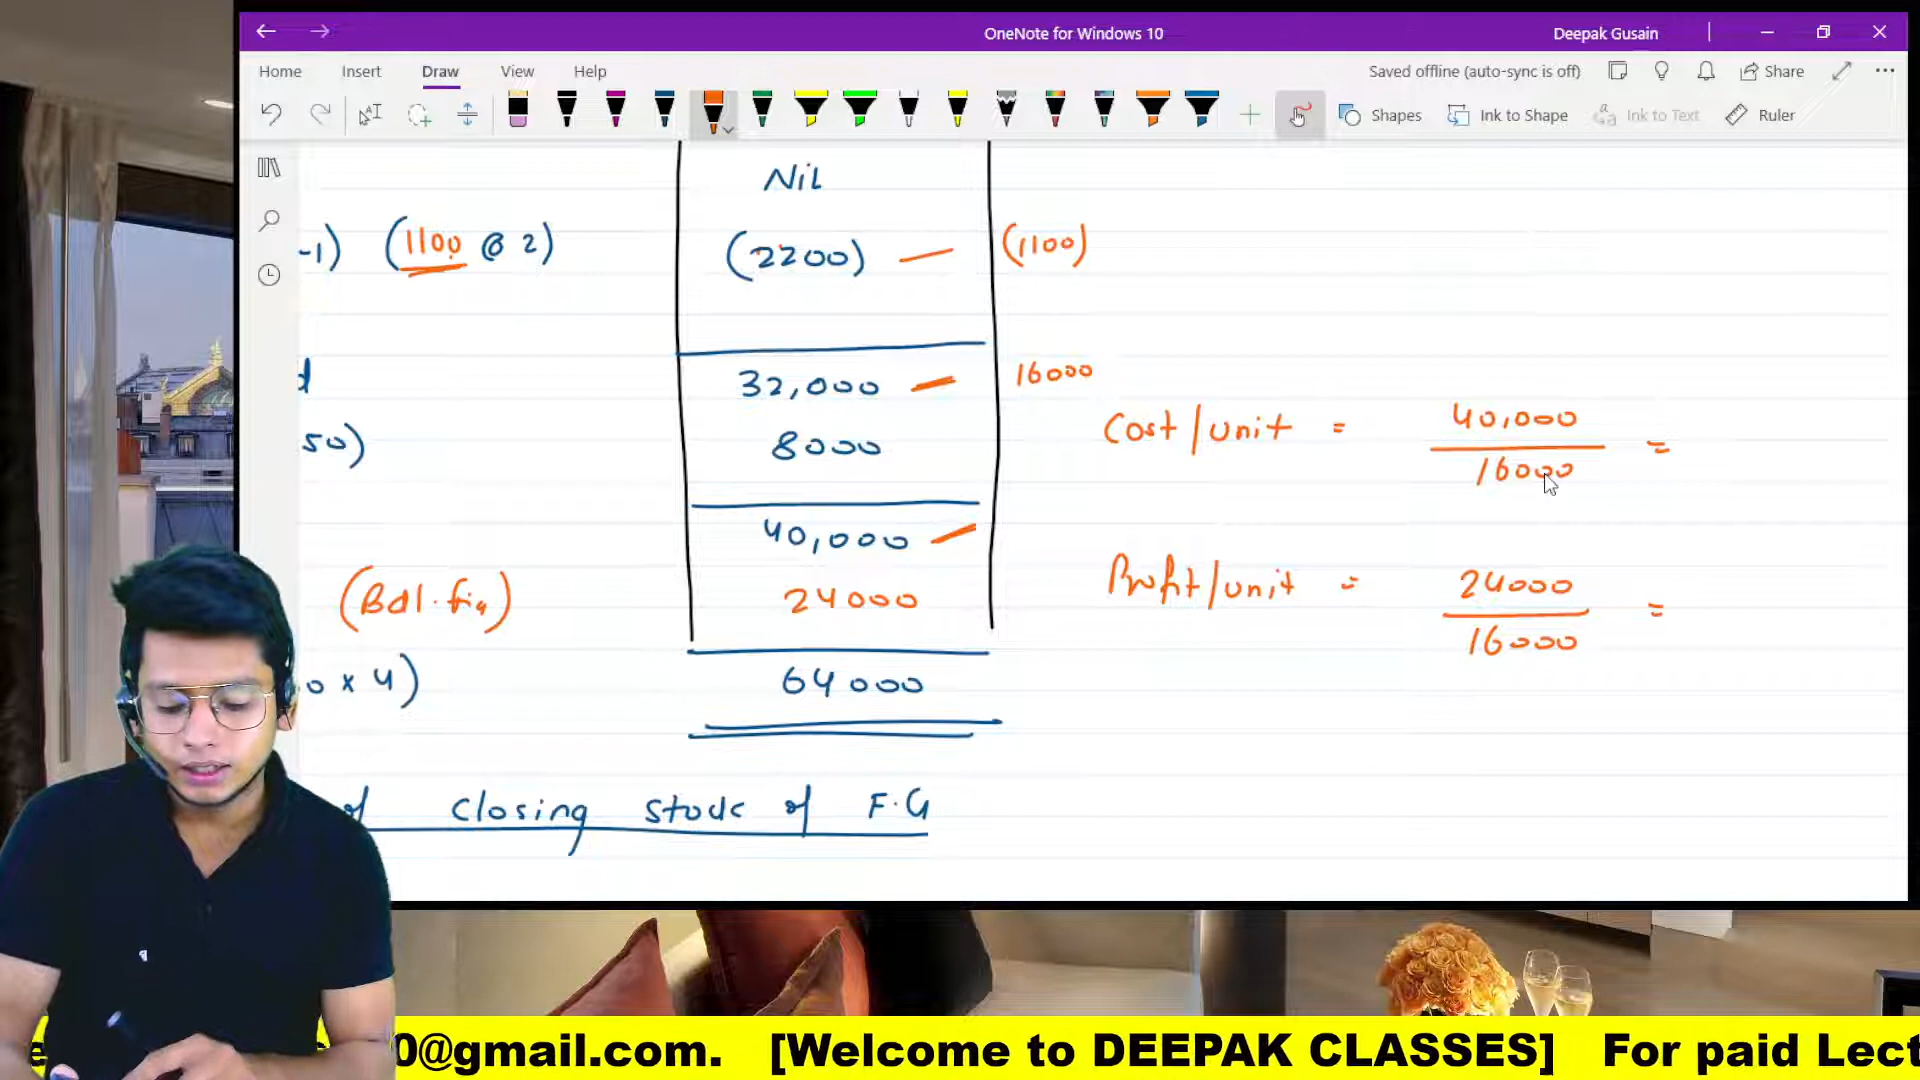 OneNote for Windows 10
Deepak Gusain
Home Insert Draw View Help
Saved offline (auto-sync is off) Share
Shapes Ink to Shape Ink to Text Ruler
Nil
-1) (1100 @ 2) (2200) (1100)
d 32,000 16000
50) 8000
Cost/unit = 40,000 / 16000 =
40,000
(Bal. fig) 24000
Profit/unit = 24000 / 16000 =
0 x 4) 64000
of closing stock of F.G
0@gmail.com. [Welcome to DEEPAK CLASSES] For paid Lect